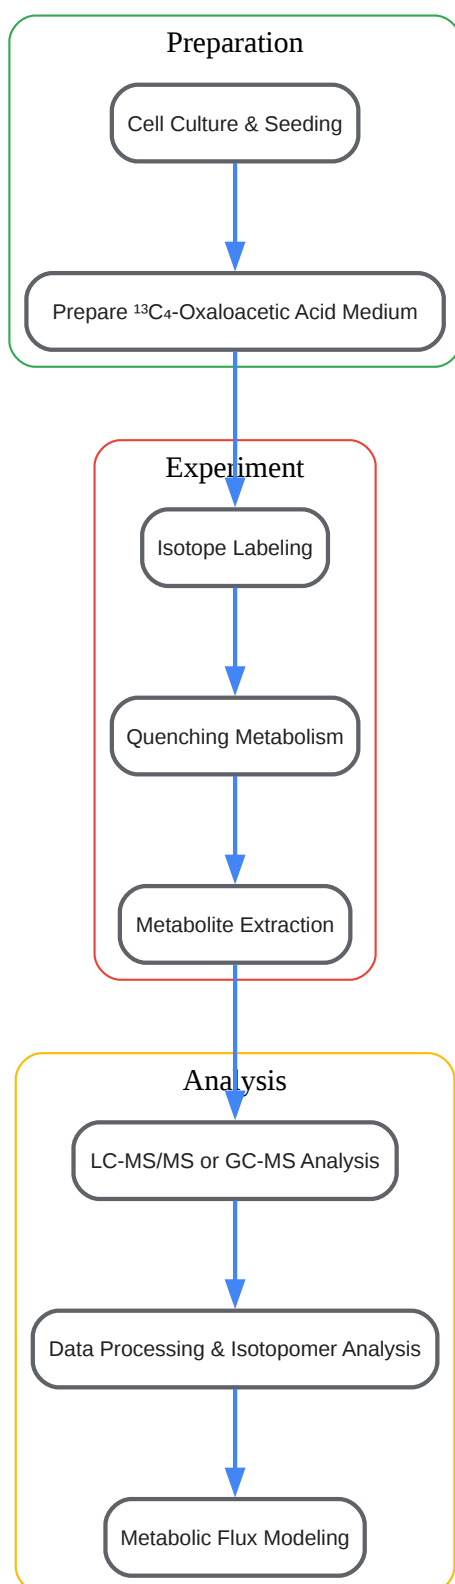 Preparation
Cell Culture & Seeding
Prepare ¹³C₄-Oxaloacetic Acid Medium
Experiment
Isotope Labeling
Quenching Metabolism
Metabolite Extraction
Analysis
LC-MS/MS or GC-MS Analysis
Data Processing & Isotopomer Analysis
Metabolic Flux Modeling